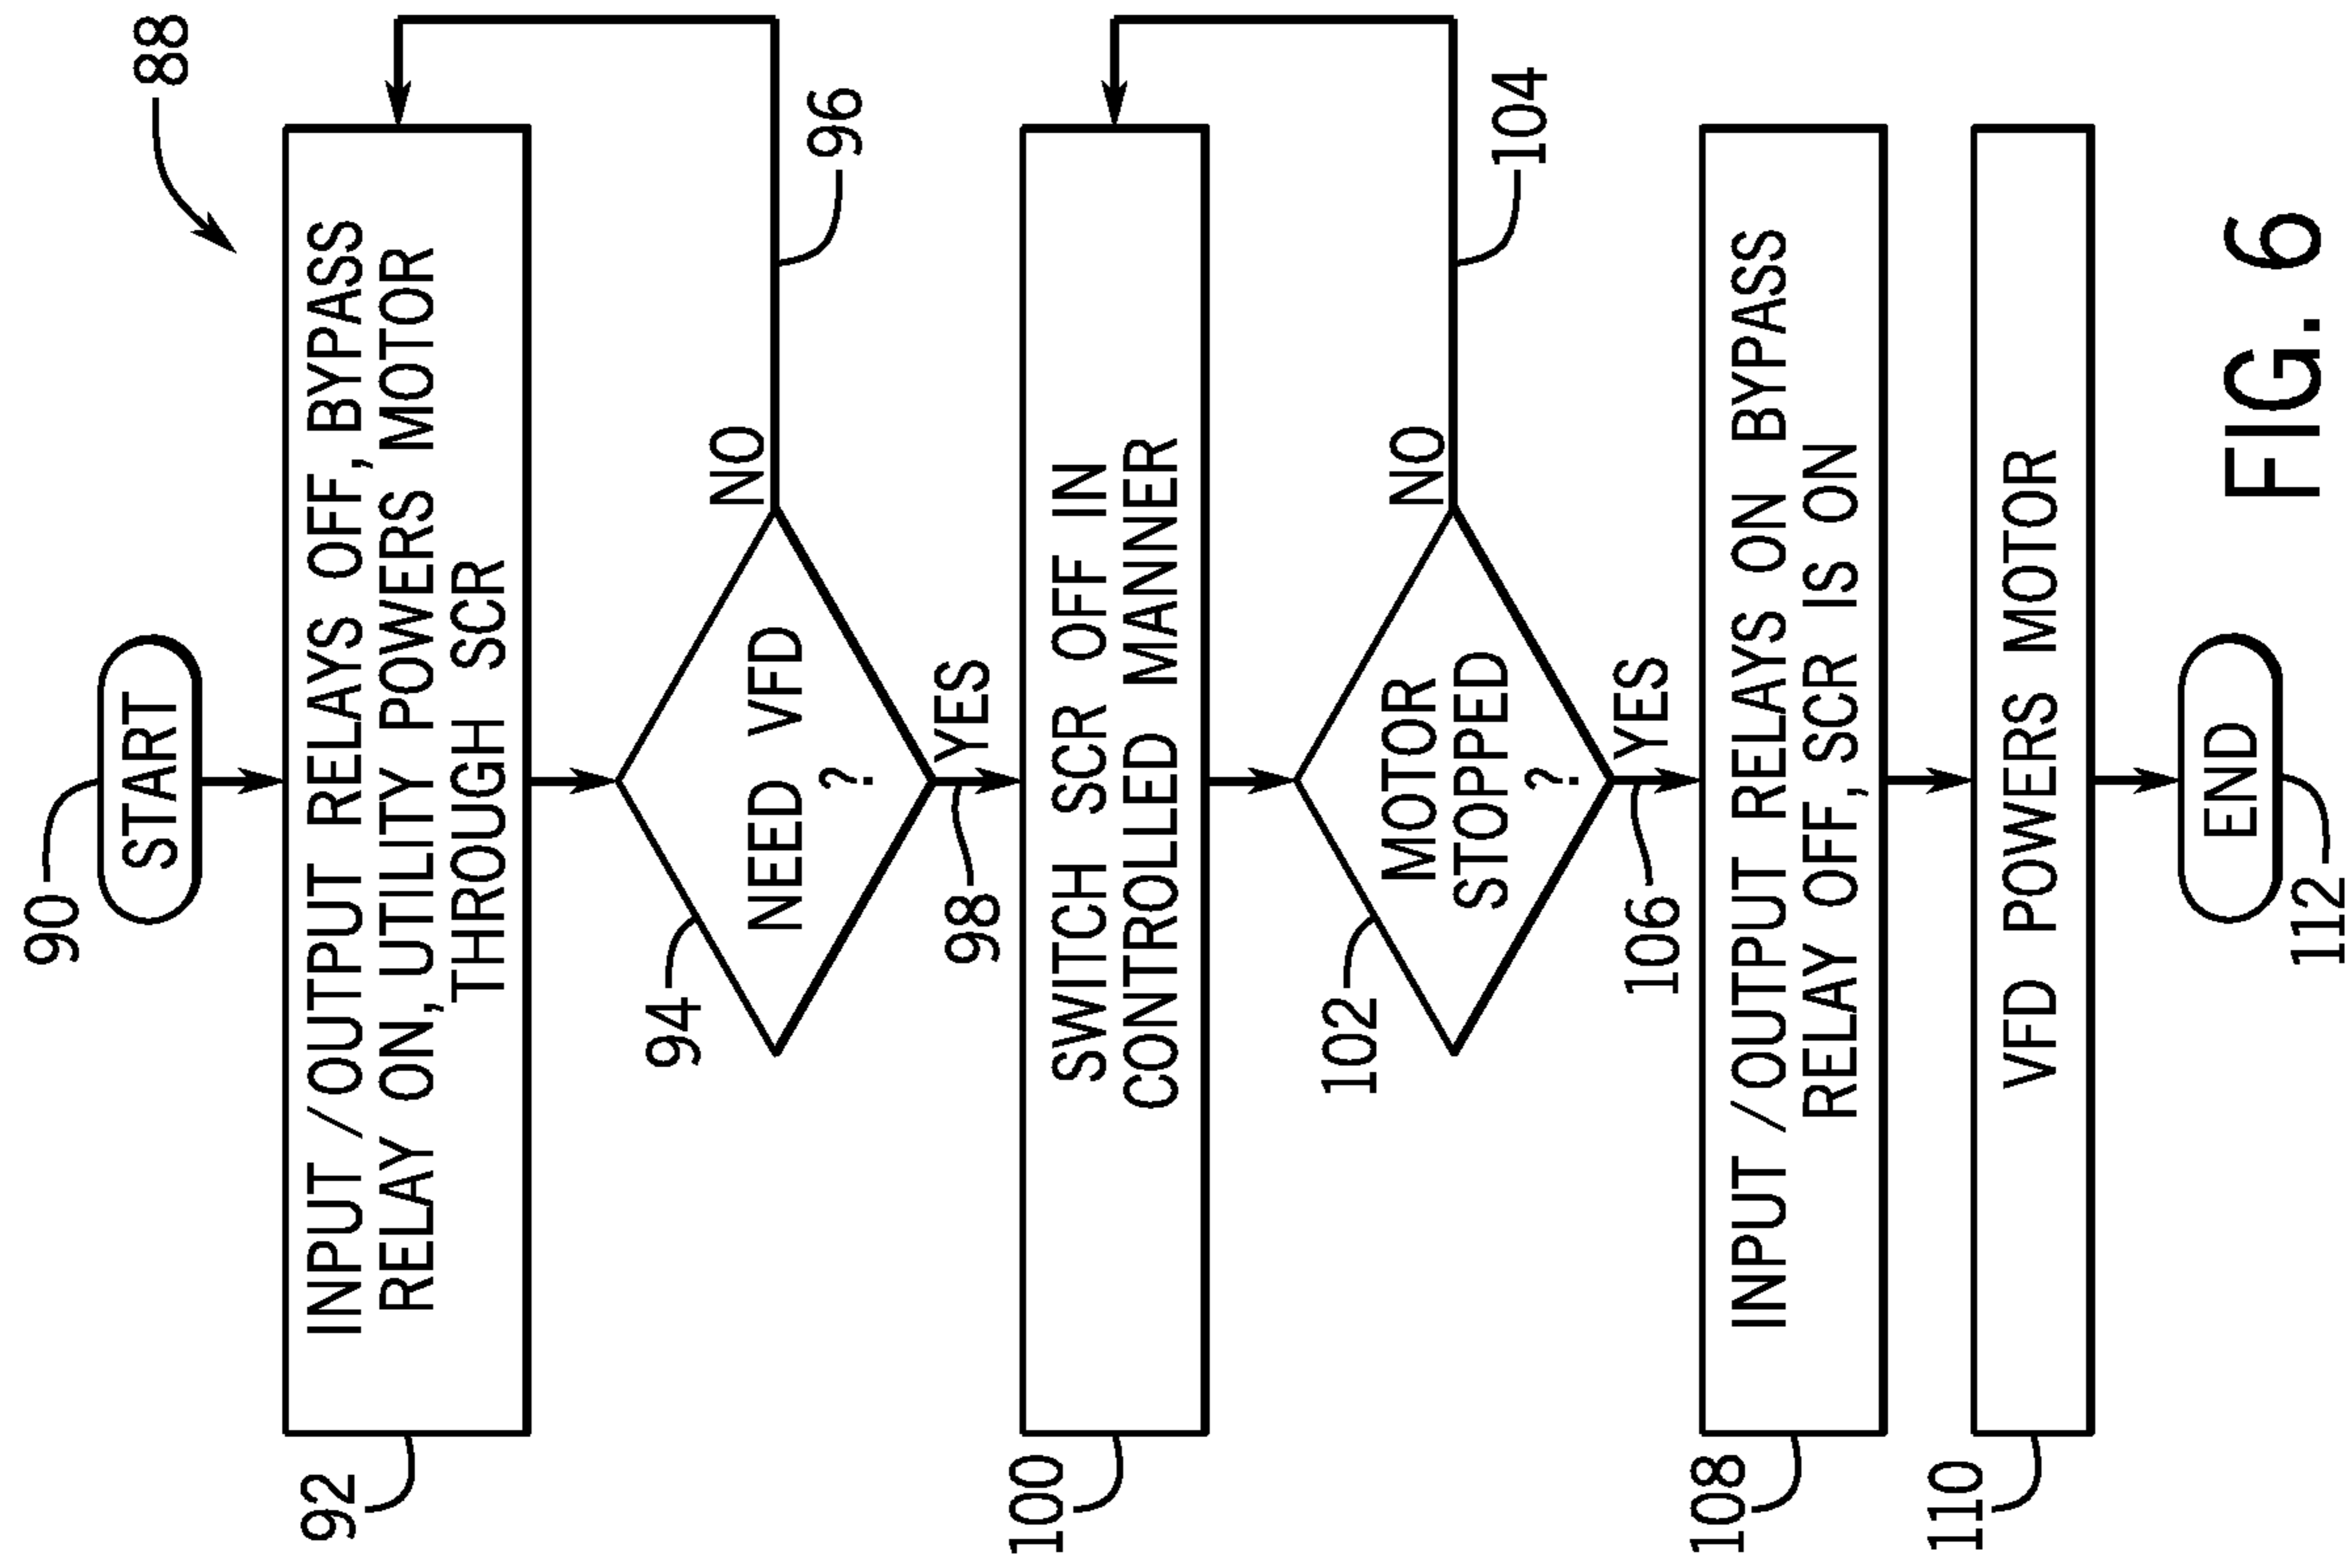 88
90
START
INPUT/OUTPUT RELAYS OFF, BYPASS
RELAY ON, UTILITY POWERS MOTOR
THROUGH SCR
92
94
NEED VFD
?
NO
96
YES
98
SWITCH SCR OFF IN
CONTROLLED MANNER
100
102
MOTOR
STOPPED
?
NO
104
YES
106
INPUT/OUTPUT RELAYS ON BYPASS
RELAY OFF, SCR IS ON
108
VFD POWERS MOTOR
110
END
112
FIG. 6